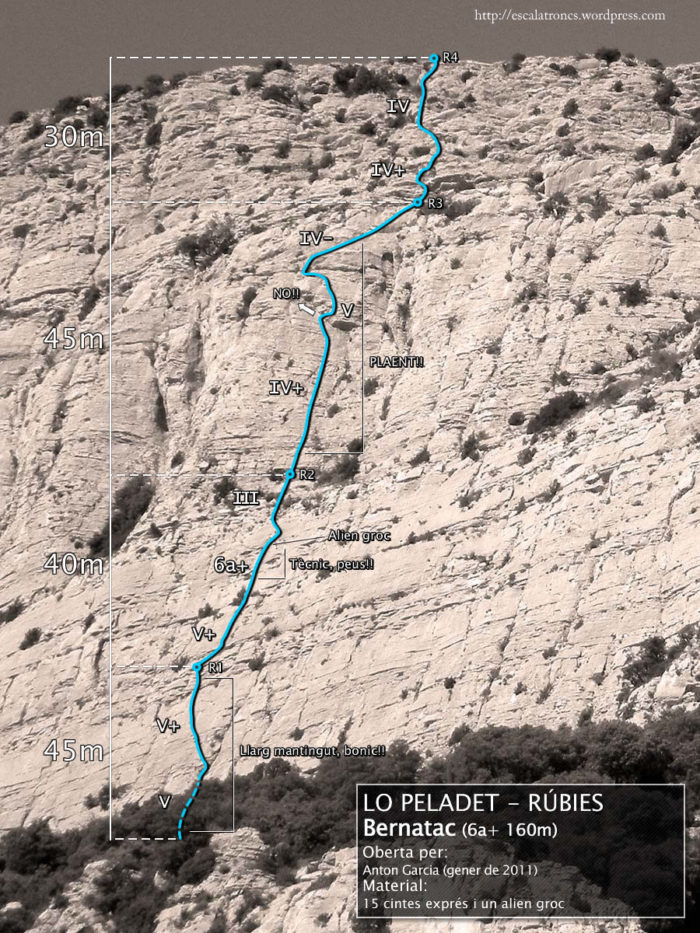 http://escalatroncs.wordpress.com
R4
30m
IV
IV+
R3
IV-
NO!!
V
45m
PLAENT!!
IV+
R2
III
Alien groc
40m
6a+
Tècnic, peus!!
V+
R1
V+
45m
Llarg mantingut, bonic!!
V
LO PELADET - RÚBIES
Bernatac (6a+ 160m)
Oberta per:
Anton Garcia (gener de 2011)
Material:
15 cintes exprés i un alien groc